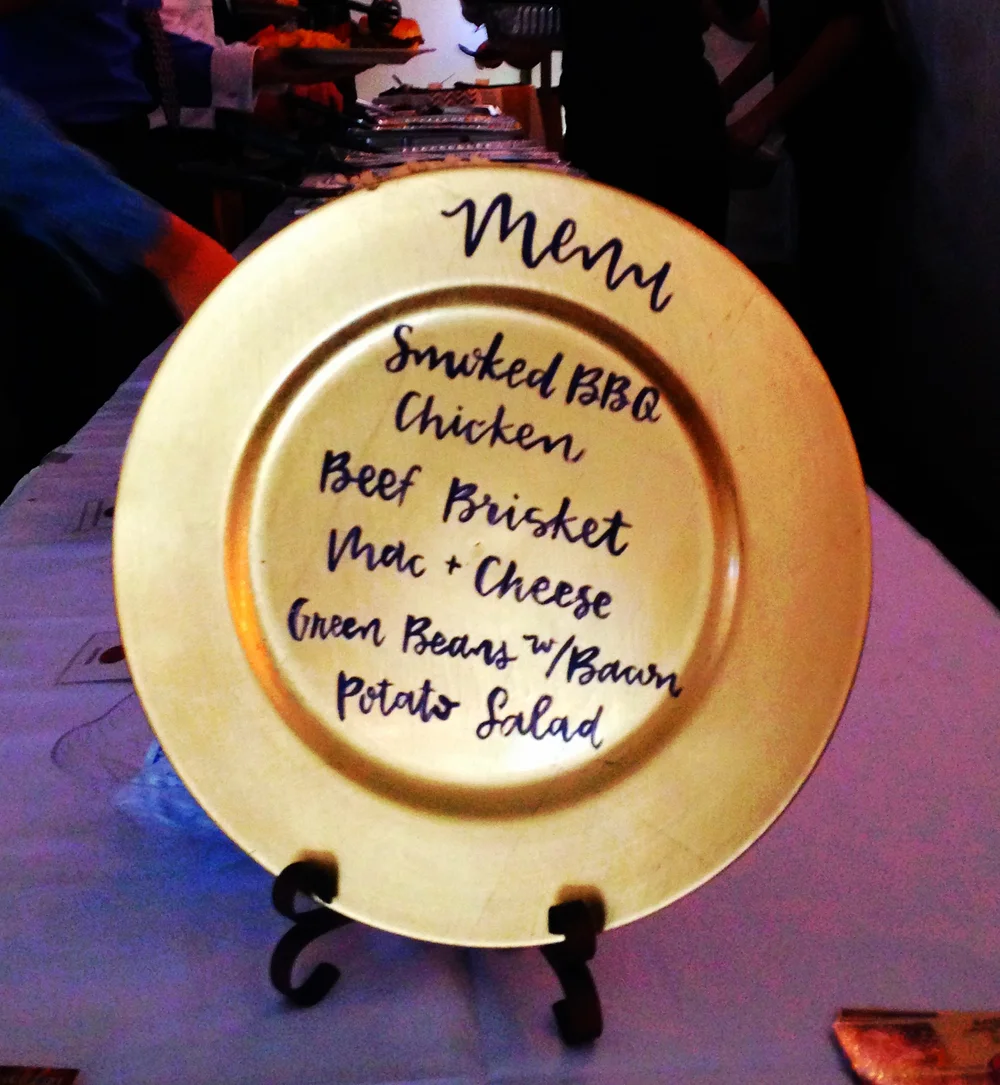 Menu
Smoked BBQ
Chicken
Beef Brisket
Mac + Cheese
Green Beans w/Bacon
Potato Salad